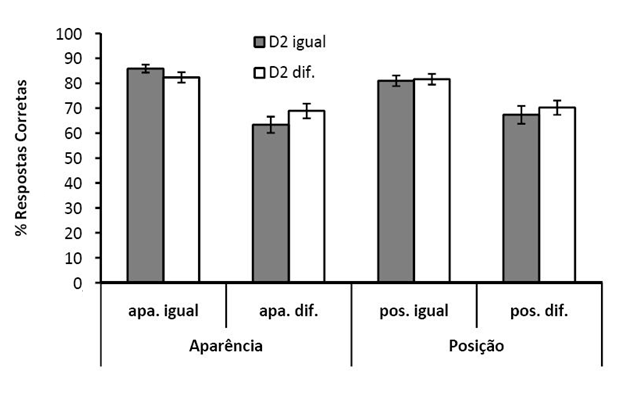 % Respostas Corretas
100
90
80
70
60
50
40
30
20
10
0
D2 igual
D2 dif.
apa. igual
apa. dif.
pos. igual
pos. dif.
Aparência
Posição